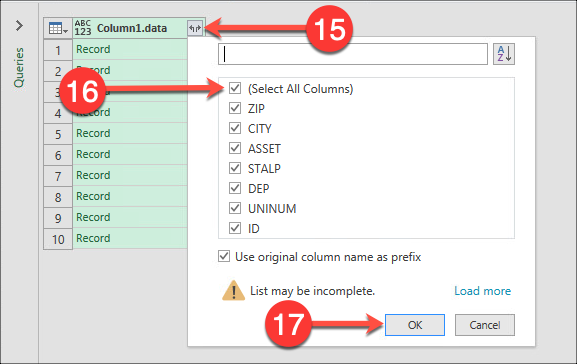 Queries
ABC
123 Column1.data
15
1 Record
2 Record
A
Z
16
3 Record
(Select All Columns)
4 Record
ZIP
5 Record
CITY
6 Record
ASSET
7 Record
STALP
8 Record
DEP
9 Record
UNINUM
10 Record
ID
Use original column name as prefix
List may be incomplete.
Load more
17
OK
Cancel